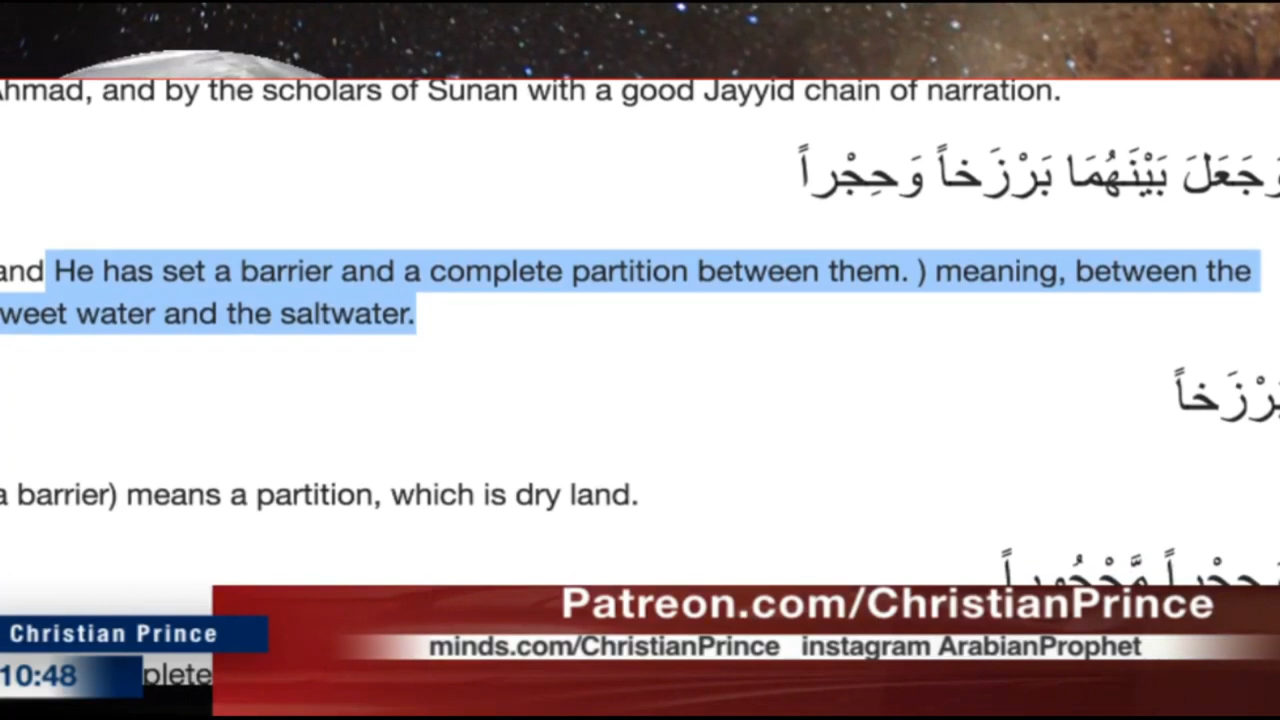 Ahmad, and by the scholars of Sunan with a good Jayyid chain of narration.
وَجَعَلَ بَيْنَهُمَا بَرْزَخاً وَحِجْراً
and He has set a barrier and a complete partition between them. ) meaning, between the
weet water and the saltwater.
بَرْزَخاً
a barrier) means a partition, which is dry land.
وَحِجْراً مَّحْجُوراً
Patreon.com/ChristianPrince
Christian Prince
minds.com/ChristianPrince instagram ArabianProphet
10:48
plete